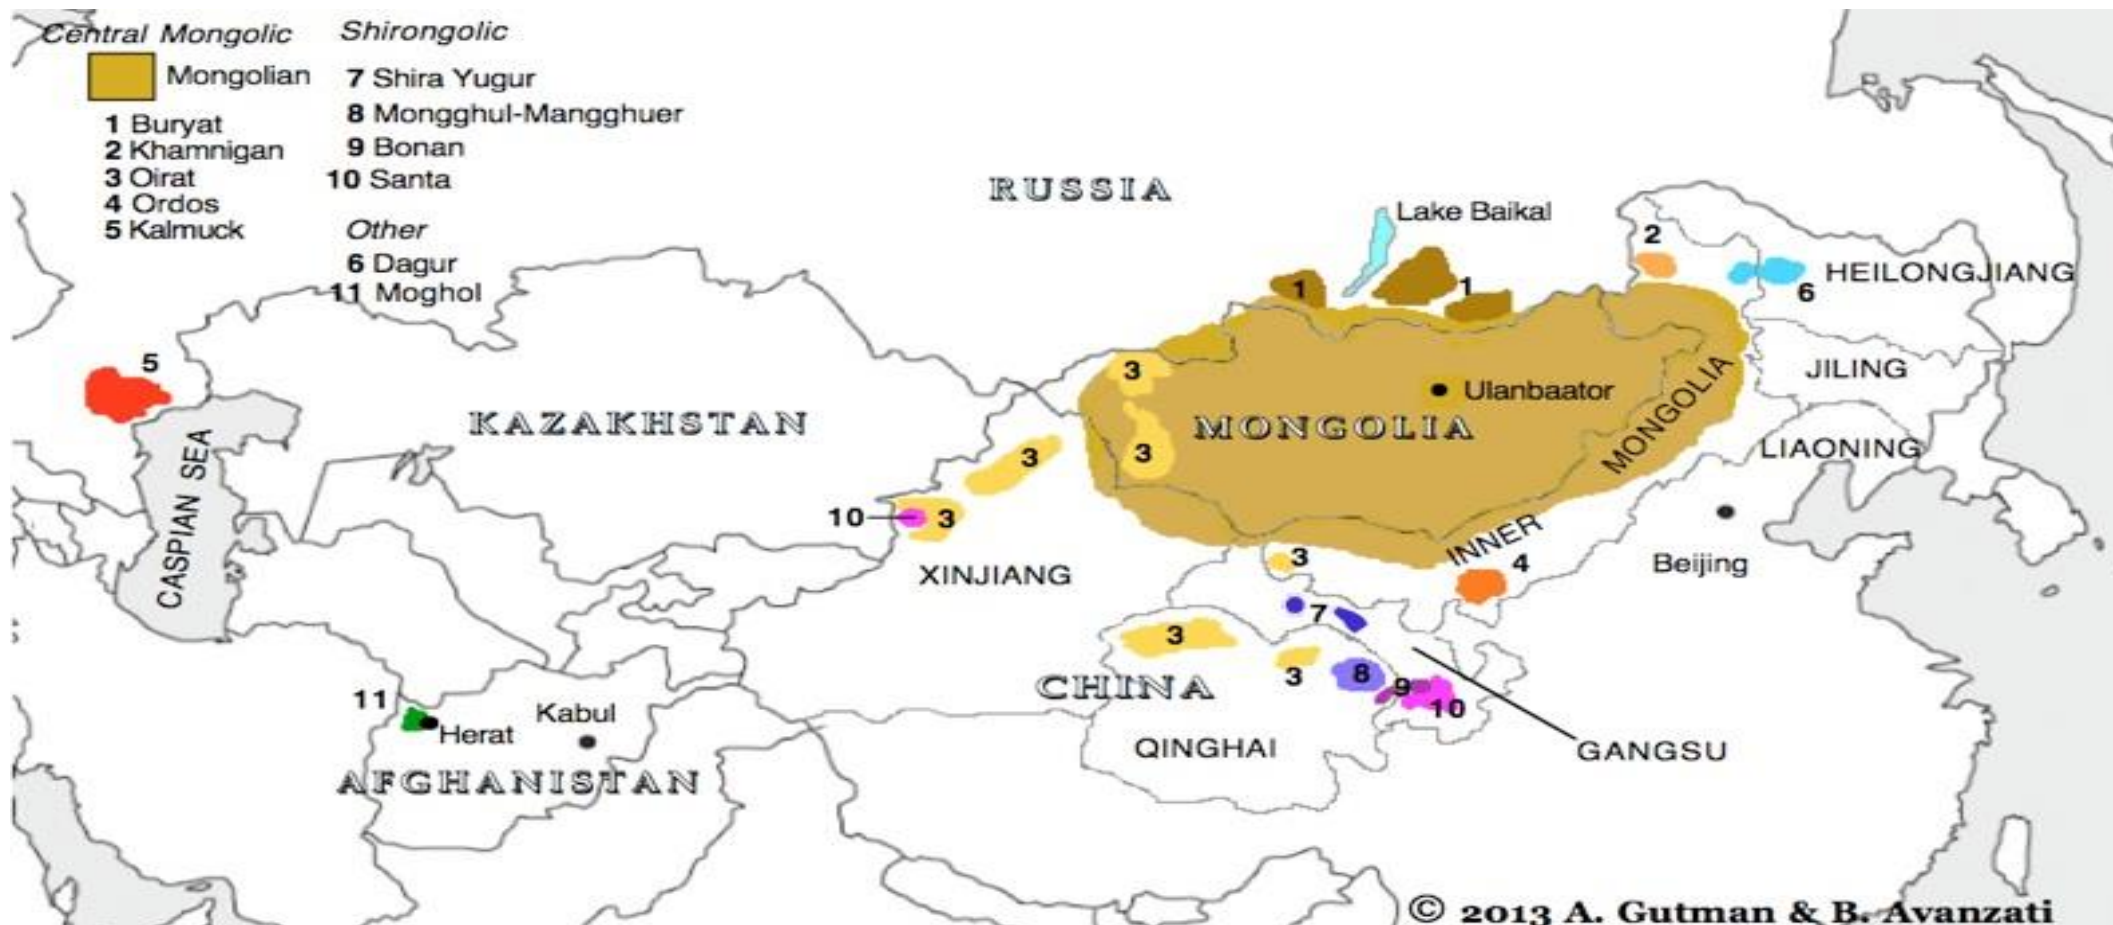 Central Mongolic
Mongolian
1 Buryat
2 Khamnigan
3 Oirat
4 Ordos
5 Kalmuck
Shirongolic
7 Shira Yugur
8 Mongghul-Mangghuer
9 Bonan
10 Santa
Other
6 Dagur
11 Moghol
RUSSIA
Lake Baikal
2
1
1
6
HEILONGJIANG
5
3
JILING
Ulanbaator
KAZAKHSTAN
MONGOLIA
3
3
INNER MONGOLIA
LIAONING
CASPIAN SEA
10
3
XINJIANG
3
4
Beijing
7
3
3
8
9
10
CHINA
11
Herat
Kabul
QINGHAI
GANGSU
AFGHANISTAN
© 2013 A. Gutman & B. Avanzati